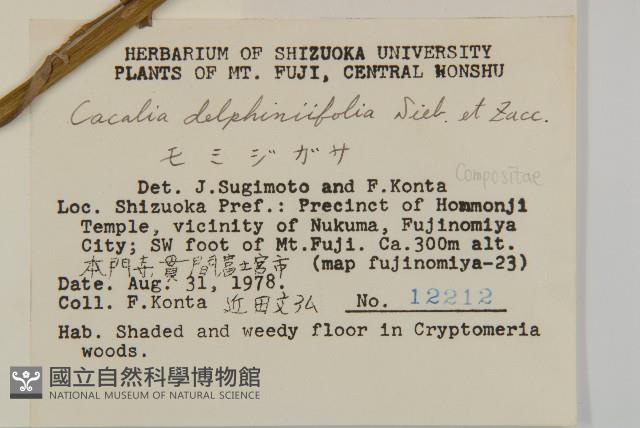 HERBARIUM OF SHIZUOKA UNIVERSITY
PLANTS OF MT. FUJI, CENTRAL HONSHU
Cacalia delphiniifolia Sieb. et Zucc.
モミジガサ
Compositae
Det. J.Sugimoto and F.Konta
Loc. Shizuoka Pref.: Precinct of Hommonji
Temple, vicinity of Nukuma, Fujinomiya
City; SW foot of Mt.Fuji. Ca.300m alt.
本門寺貫間富士宮市 (map fujinomiya-23)
Date. Aug. 31, 1978.
Coll. F.Konta 近田文弘 No. 12212
Hab. Shaded and weedy floor in Cryptomeria
woods.
國立自然科學博物館
NATIONAL MUSEUM OF NATURAL SCIENCE